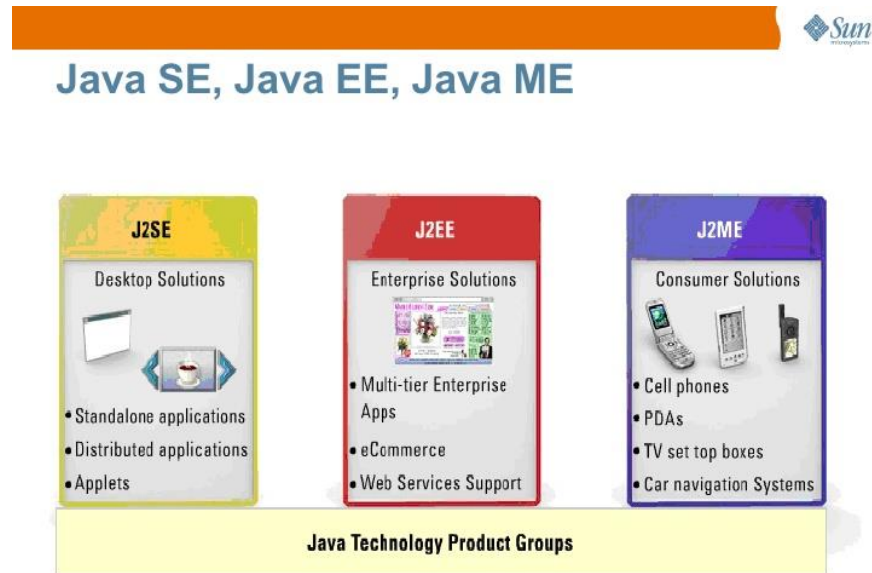 Sun
microsystems
Java SE, Java EE, Java ME
J2SE
Desktop Solutions
• Standalone applications
• Distributed applications
• Applets
J2EE
Enterprise Solutions
• Multi-tier Enterprise
Apps
• eCommerce
• Web Services Support
J2ME
Consumer Solutions
• Cell phones
• PDAs
• TV set top boxes
• Car navigation Systems
Java Technology Product Groups